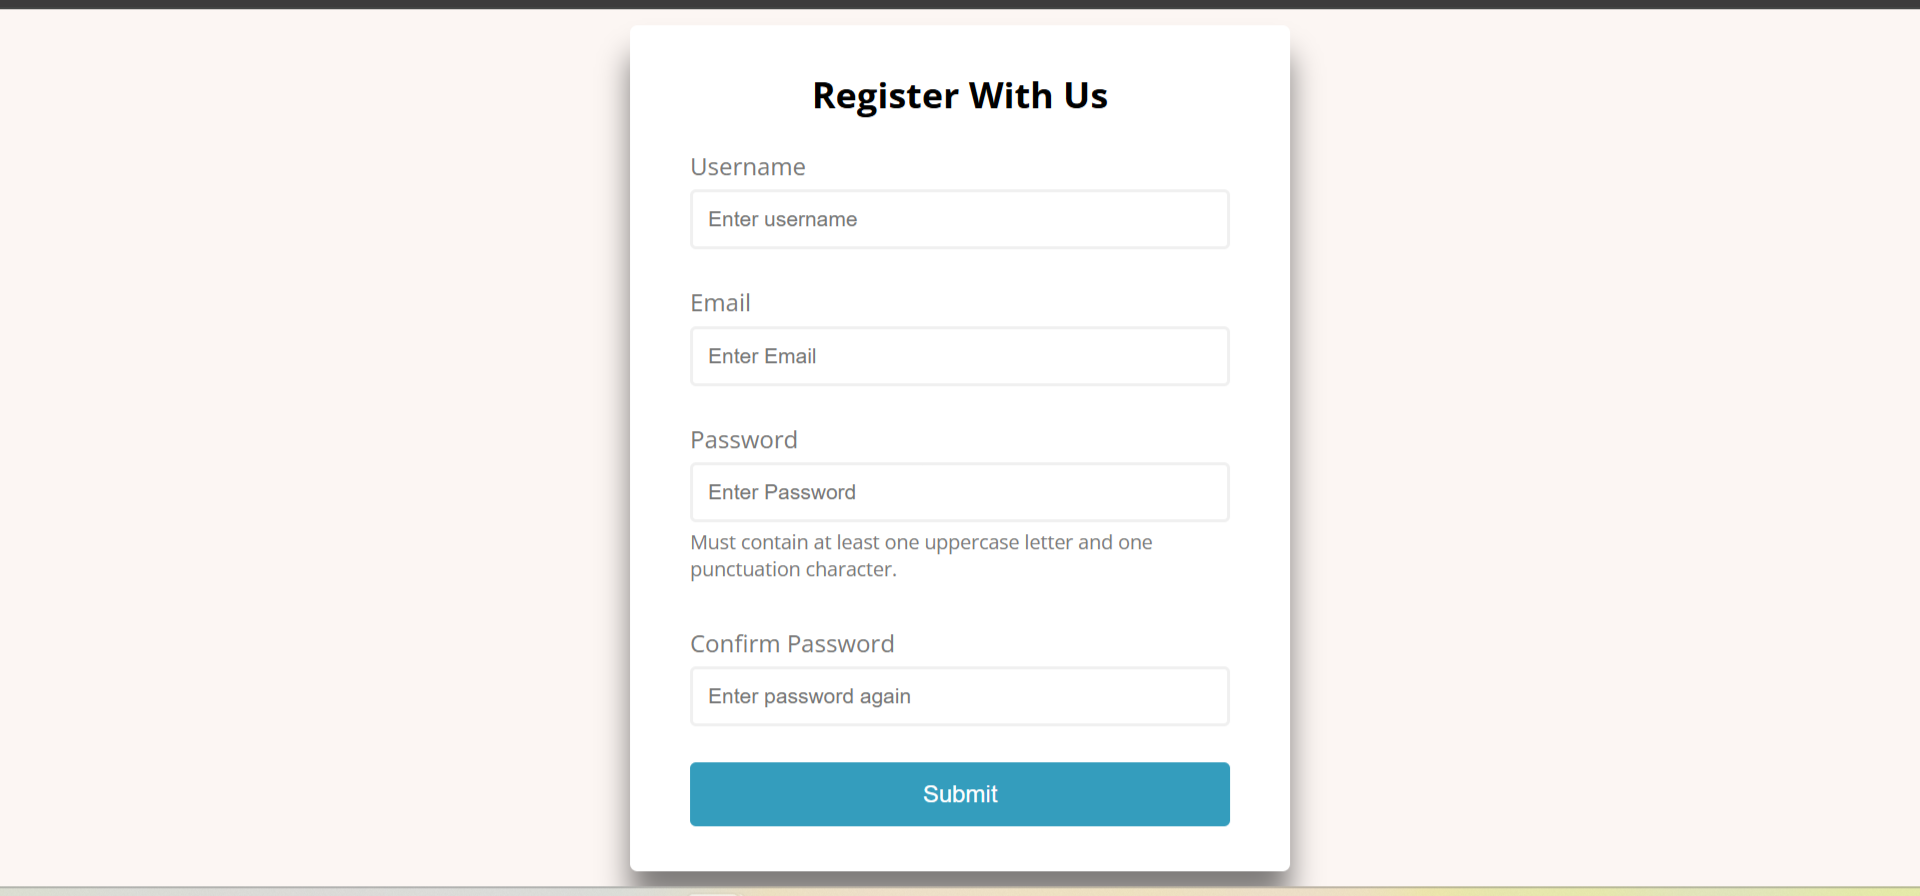 Register With Us
Username
Enter username
Email
Enter Email
Password
Enter Password
Must contain at least one uppercase letter and one
punctuation character.
Confirm Password
Enter password again
Submit